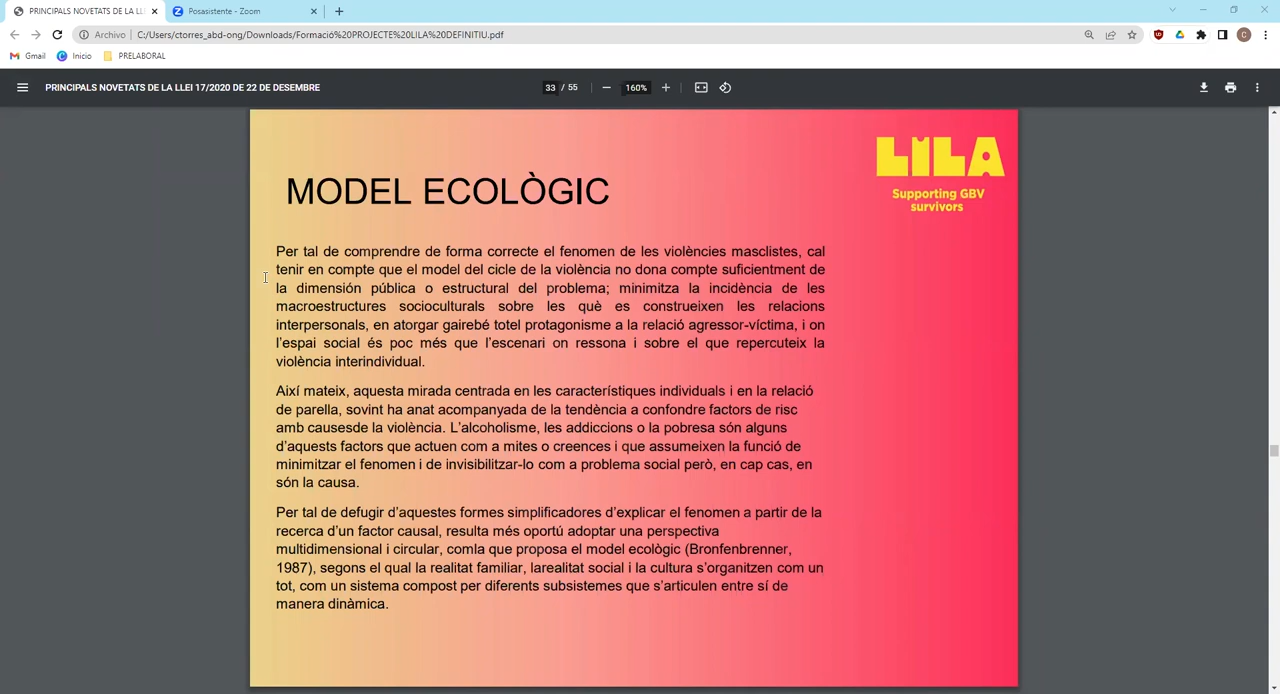 PRINCIPALS NOVETATS DE LA LL
Posasistente - Zoom
Archivo
C:/Users/ctorres_abd-ong/Downloads/Formació%20PROJECTE%20LILA%20DEFINITIU.pdf
Gmail
Inicio
PRELABORAL
PRINCIPALS NOVETATS DE LA LLEI 17/2020 DE 22 DE DESEMBRE
33 / 55
160%
LILA
Supporting GBV
survivors
MODEL ECOLÒGIC
Per tal de comprendre de forma correcte el fenomen de les violències masclistes, cal
tenir en compte que el model del cicle de la violència no dona compte suficientment de
la dimensión pública o estructural del problema; minimitza la incidència de les
macroestructures socioculturals sobre les què es construeixen les relacions
interpersonals, en atorgar gairebé totel protagonisme a la relació agressor-víctima, i on
l'espai social és poc més que l'escenari on ressona i sobre el que repercuteix la
violència interindividual.
Així mateix, aquesta mirada centrada en les característiques individuals i en la relació
de parella, sovint ha anat acompanyada de la tendència a confondre factors de risc
amb causesde la violència. L'alcoholisme, les addiccions o la pobresa són alguns
d'aquests factors que actuen com a mites o creences i que assumeixen la funció de
minimitzar el fenomen i de invisibilitzar-lo com a problema social però, en cap cas, en
són la causa.
Per tal de defugir d'aquestes formes simplificadores d'explicar el fenomen a partir de la
recerca d'un factor causal, resulta més oportú adoptar una perspectiva
multidimensional i circular, comla que proposa el model ecològic (Bronfenbrenner,
1987), segons el qual la realitat familiar, larealitat social i la cultura s'organitzen com un
tot, com un sistema compost per diferents subsistemes que s'articulen entre sí de
manera dinàmica.